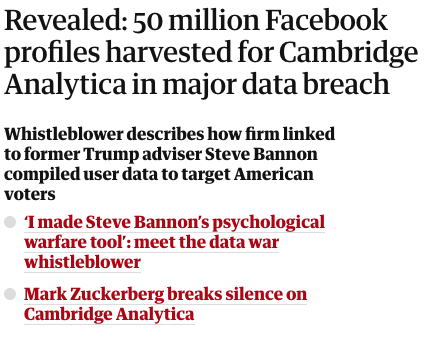 Revealed: 50 million Facebook
profiles harvested for Cambridge
Analytica in major data breach
Whistleblower describes how firm linked
to former Trump adviser Steve Bannon
compiled user data to target American
voters
‘I made Steve Bannon’s psychological
warfare tool’: meet the data war
whistleblower
Mark Zuckerberg breaks silence on
Cambridge Analytica